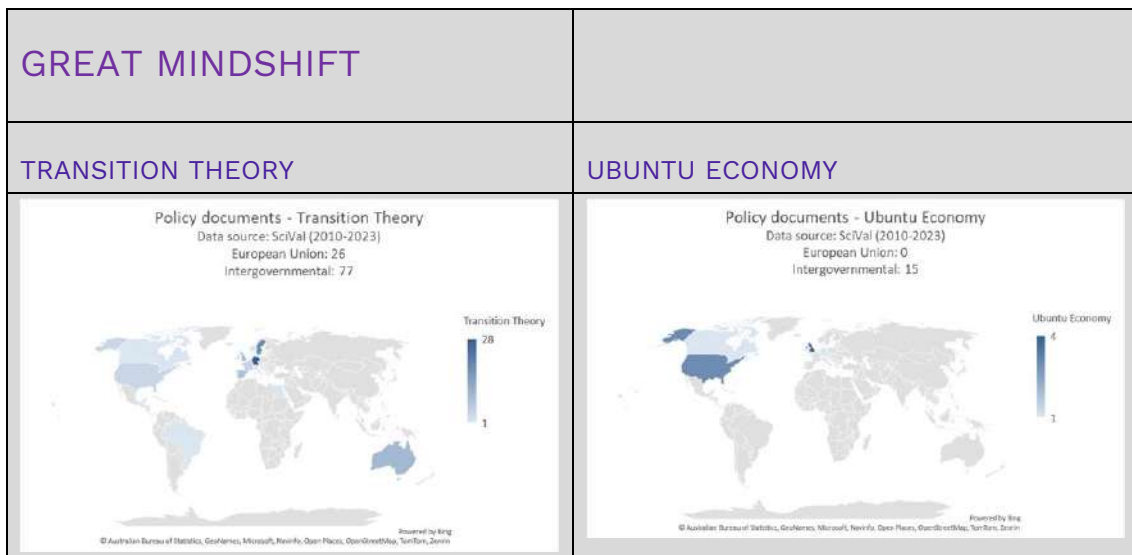 GREAT MINDSHIFT
TRANSITION THEORY
UBUNTU ECONOMY
Policy documents - Transition Theory
Data source: SciVal (2010-2023)
European Union: 26
Intergovernmental: 77
Transition Theory
28
1
Powered by Bing
© Australian Bureau of Statistics, GeoNames, Microsoft, Navinfo, Open Places, OpenStreetMap, TomTom, Zenrin
Policy documents - Ubuntu Economy
Data source: SciVal (2010-2023)
European Union: 0
Intergovernmental: 15
Ubuntu Economy
4
1
Powered by Bing
© Australian Bureau of Statistics, GeoNames, Microsoft, Navinfo, Open Places, OpenStreetMap, TomTom, Zenrin